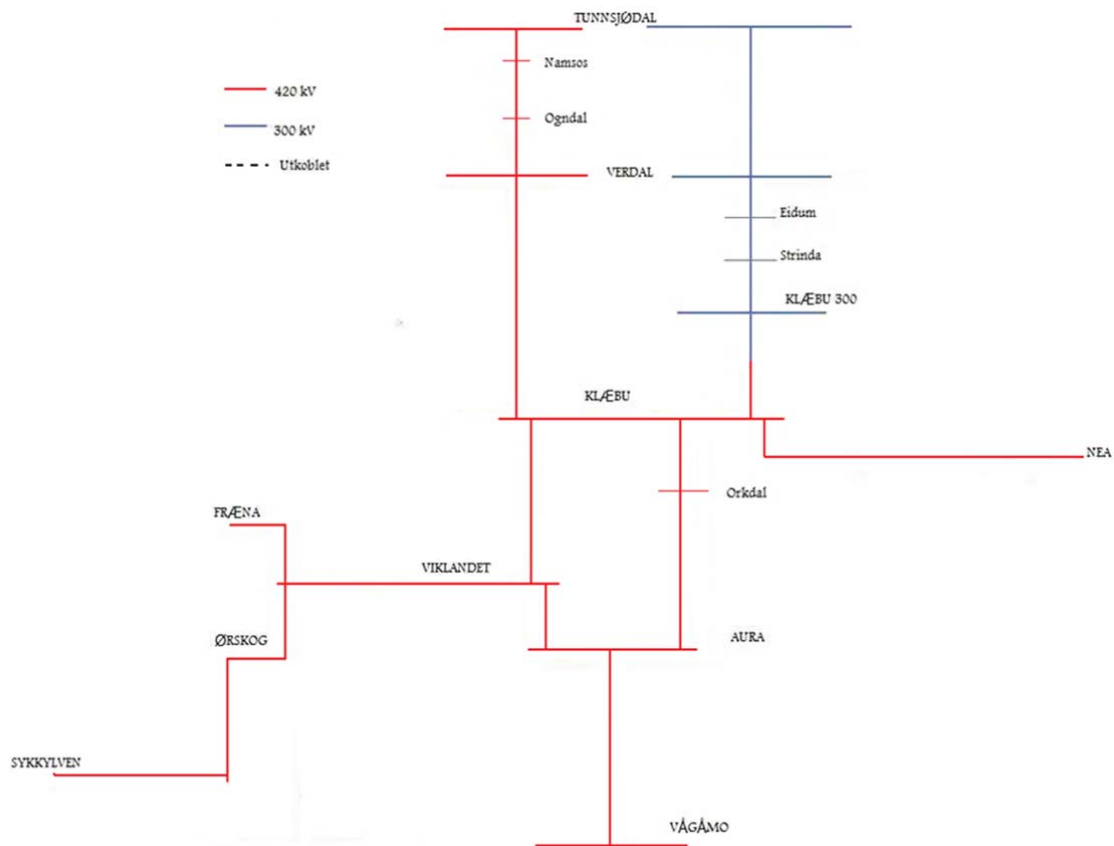 TUNNSJØDAL
Namsos
420 kV
Ogndal
300 kV
Utkoblet
VERDAL
Eidum
Strinda
KLÆBU 300
KLÆBU
NEA
Orkdal
FRÆNA
VIKLANDET
ØRSKOG
AURA
SYKKYLVEN
VÅGÅMO